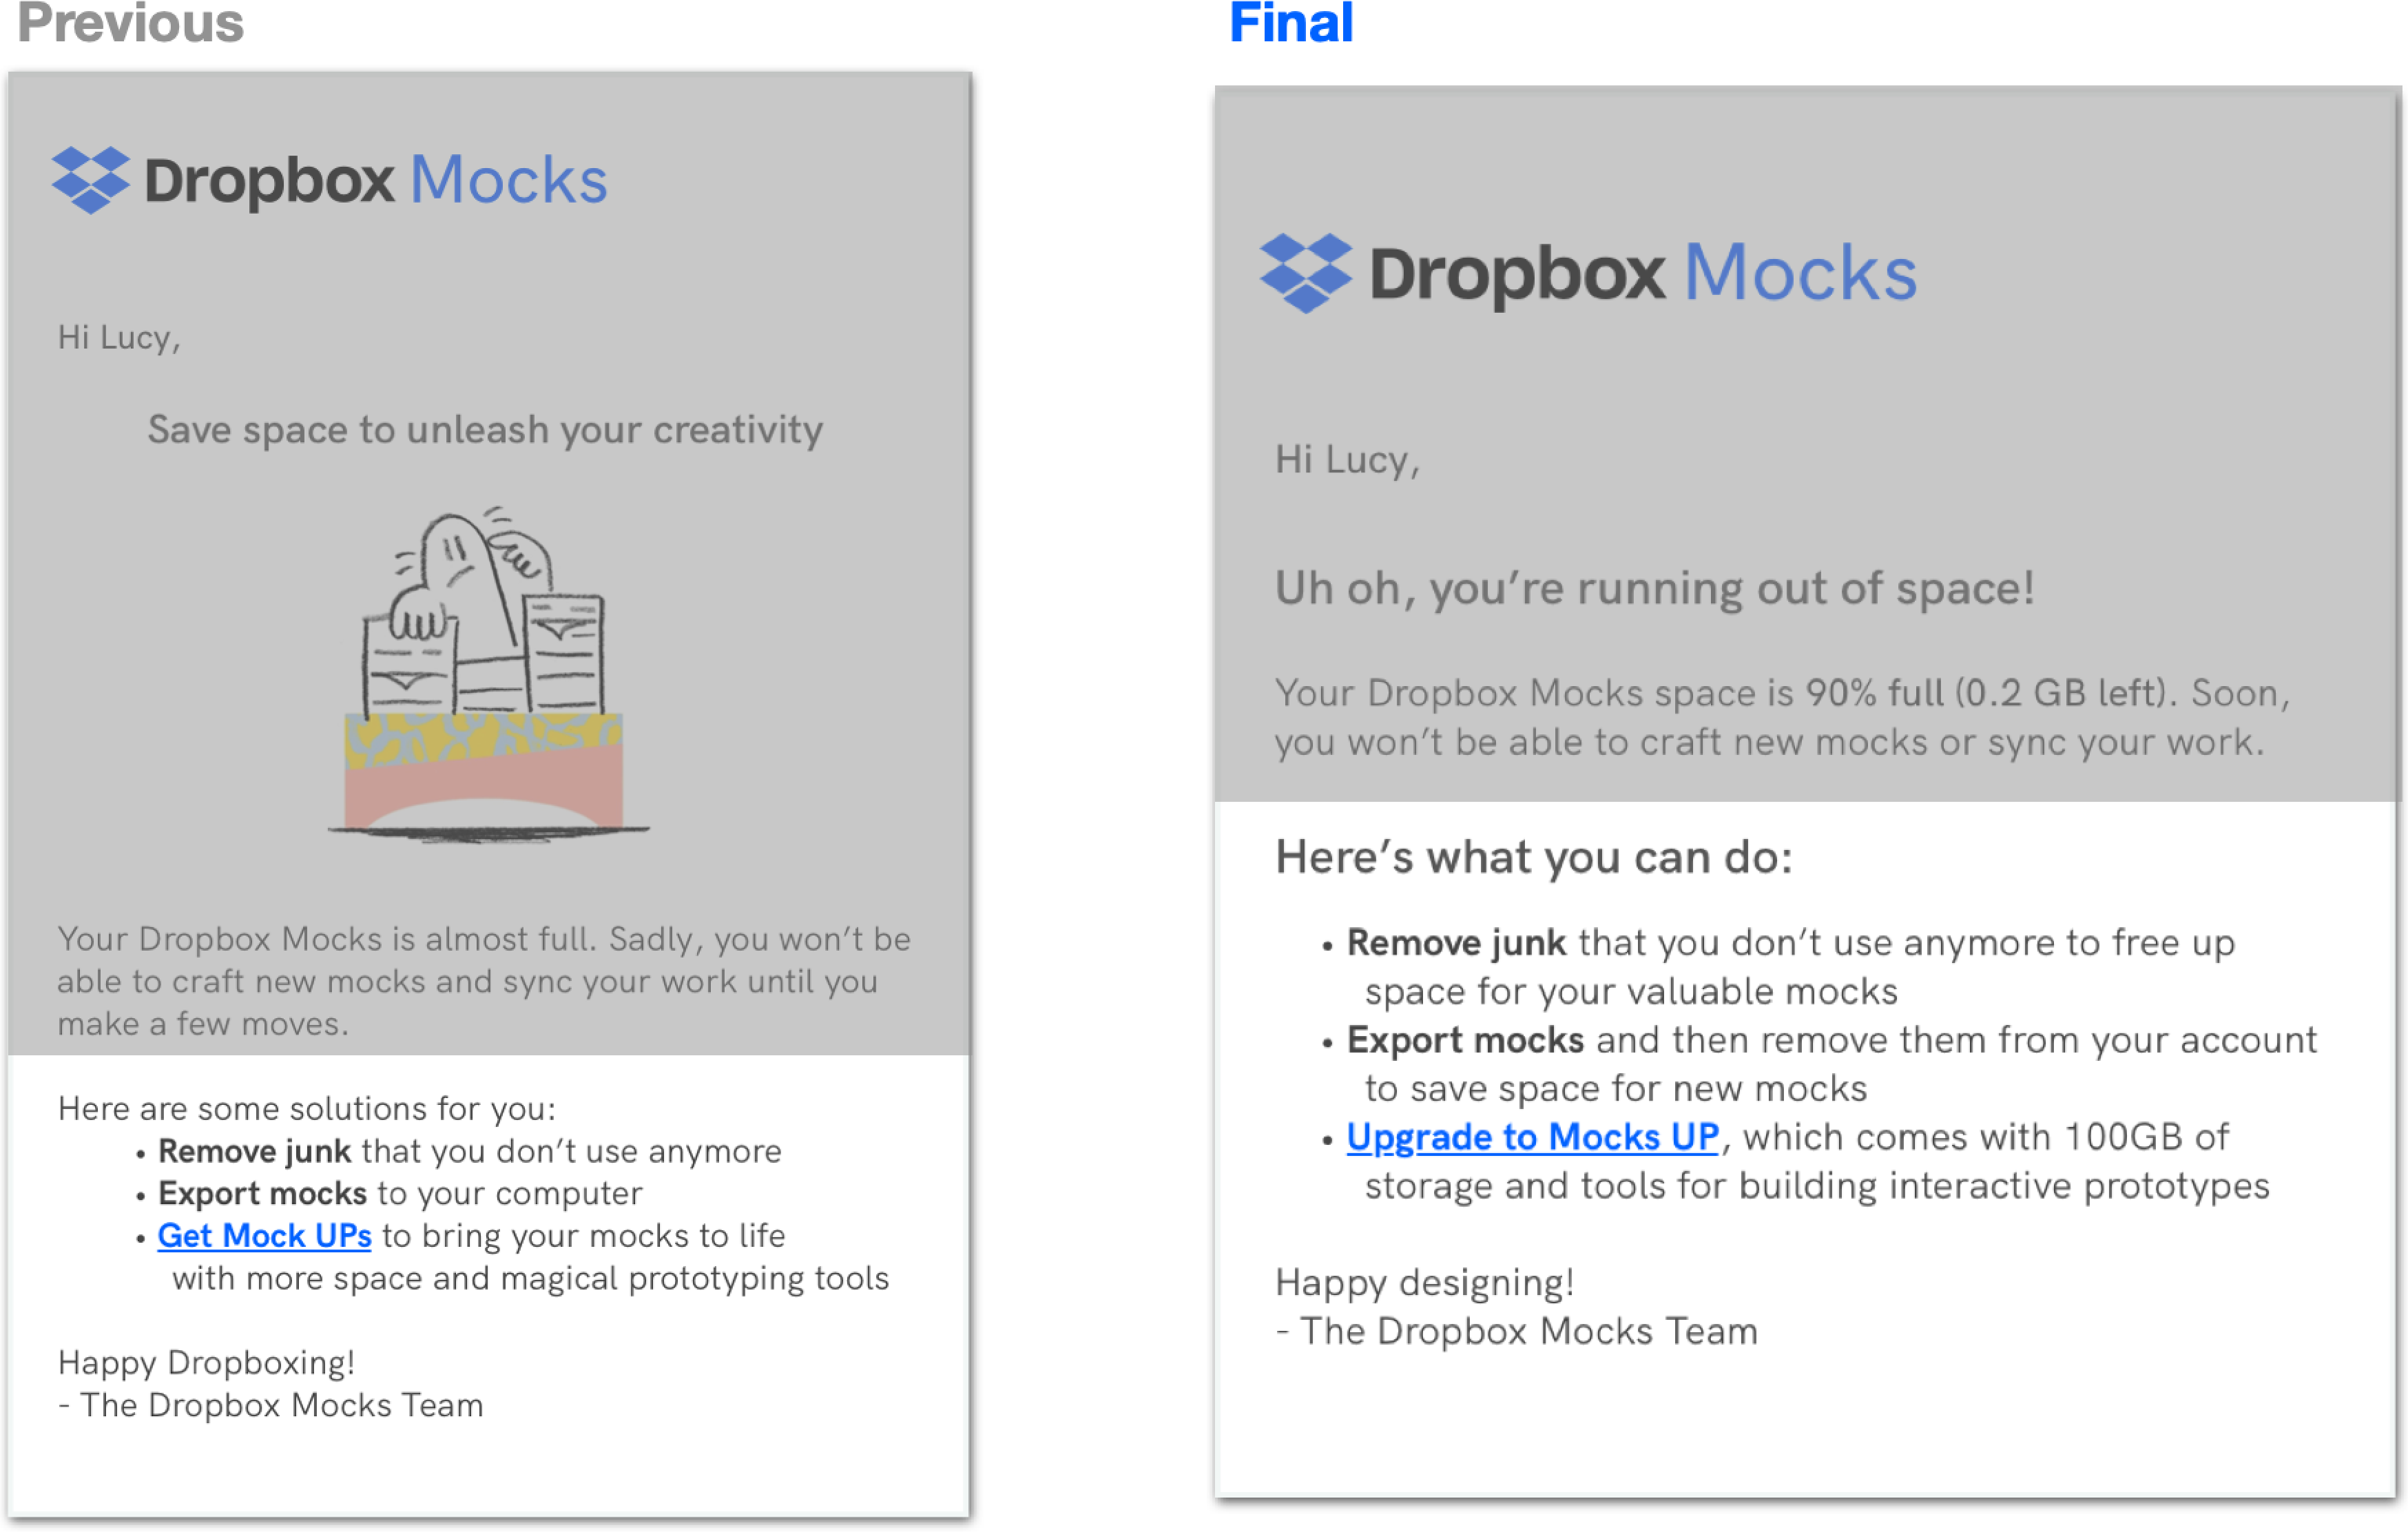 Previous
Dropbox Mocks
Hi Lucy,
Save space to unleash your creativity
Your Dropbox Mocks is almost full. Sadly, you won't be
able to craft new mocks and sync your work until you
make a few moves.
Here are some solutions for you:
• Remove junk that you don't use anymore
• Export mocks to your computer
• Get Mock UPs to bring your mocks to life
with more space and magical prototyping tools
Happy Dropboxing!
- The Dropbox Mocks Team
Final
Dropbox Mocks
Hi Lucy,
Uh oh, you're running out of space!
Your Dropbox Mocks space is 90% full (0.2 GB left). Soon,
you won't be able to craft new mocks or sync your work.
Here's what you can do:
• Remove junk that you don't use anymore to free up
space for your valuable mocks
• Export mocks and then remove them from your account
to save space for new mocks
• Upgrade to Mocks UP, which comes with 100GB of
storage and tools for building interactive prototypes
Happy designing!
- The Dropbox Mocks Team